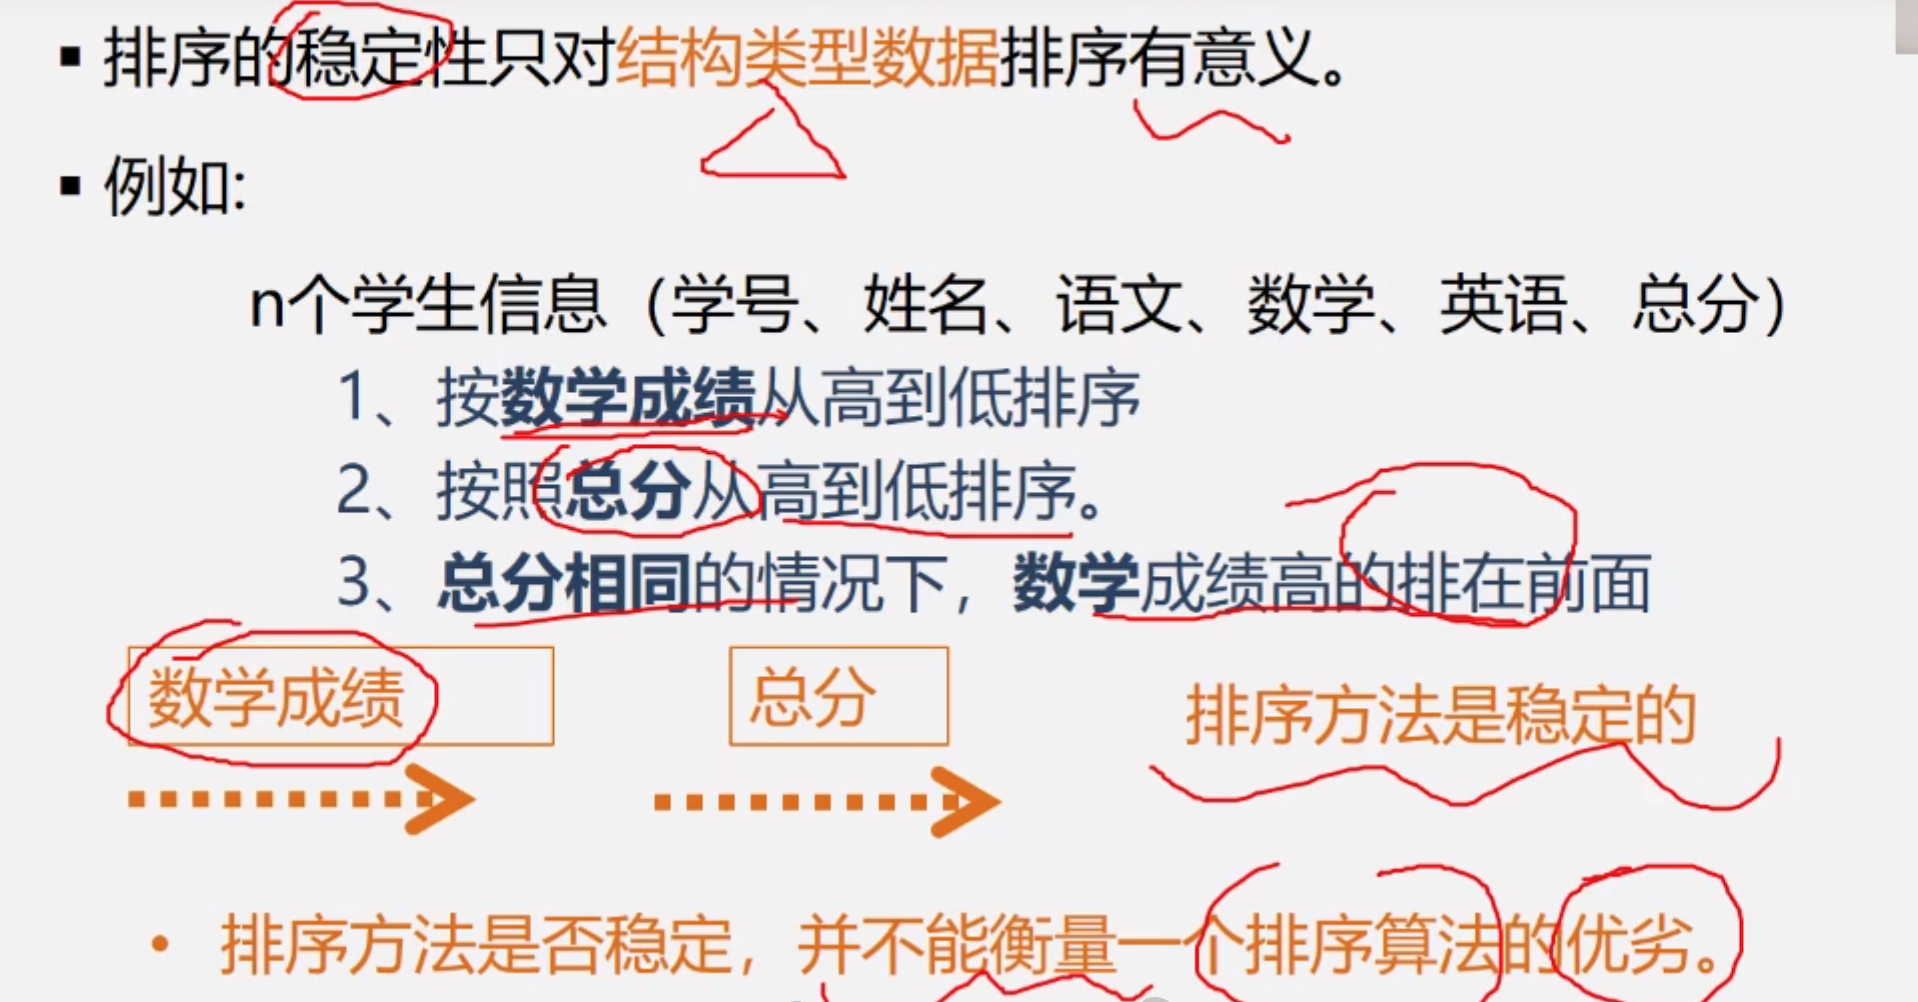 ▪ 排序的稳定性只对结构类型数据排序有意义。
▪ 例如:
n个学生信息（学号、姓名、语文、数学、英语、总分）
1、按数学成绩从高到低排序
2、按照总分从高到低排序。
3、总分相同的情况下，数学成绩高的排在前面
数学成绩 总分 排序方法是稳定的
• 排序方法是否稳定，并不能衡量一个排序算法的优劣。